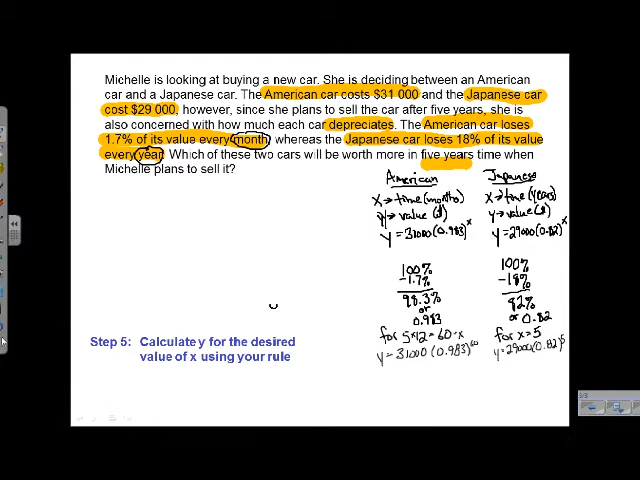 Michelle is looking at buying a new car. She is deciding between an American
car and a Japanese car. The American car costs $31 000 and the Japanese car
cost $29 000, however, since she plans to sell the car after five years, she is
also concerned with how much each car depreciates. The American car loses
1.7% of its value every month, whereas the Japanese car loses 18% of its value
every year. Which of these two cars will be worth more in five years time when
Michelle plans to sell it?
American
x→time (months)
y→value ($)
y=31000(0.983)^x
100%
-1.7%
98.3%
or
0.983
for 5×12=60=x
y=31000(0.983)^60
Japanese
x→time (years)
y→value ($)
y=29000(0.82)^x
100%
-18%
82%
or 0.82
for x=5
y=29000(0.82)^5
Step 5: Calculate y for the desired
value of x using your rule
3/3